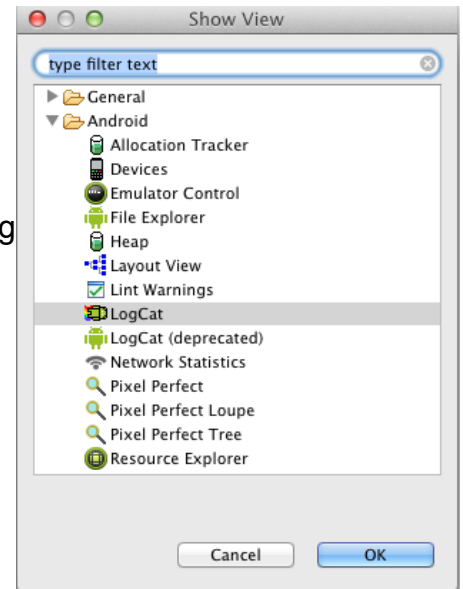 Show View
type filter text
General
Android
Allocation Tracker
Devices
Emulator Control
File Explorer
g
Heap
Layout View
Lint Warnings
LogCat
LogCat (deprecated)
Network Statistics
Pixel Perfect
Pixel Perfect Loupe
Pixel Perfect Tree
Resource Explorer
Cancel OK